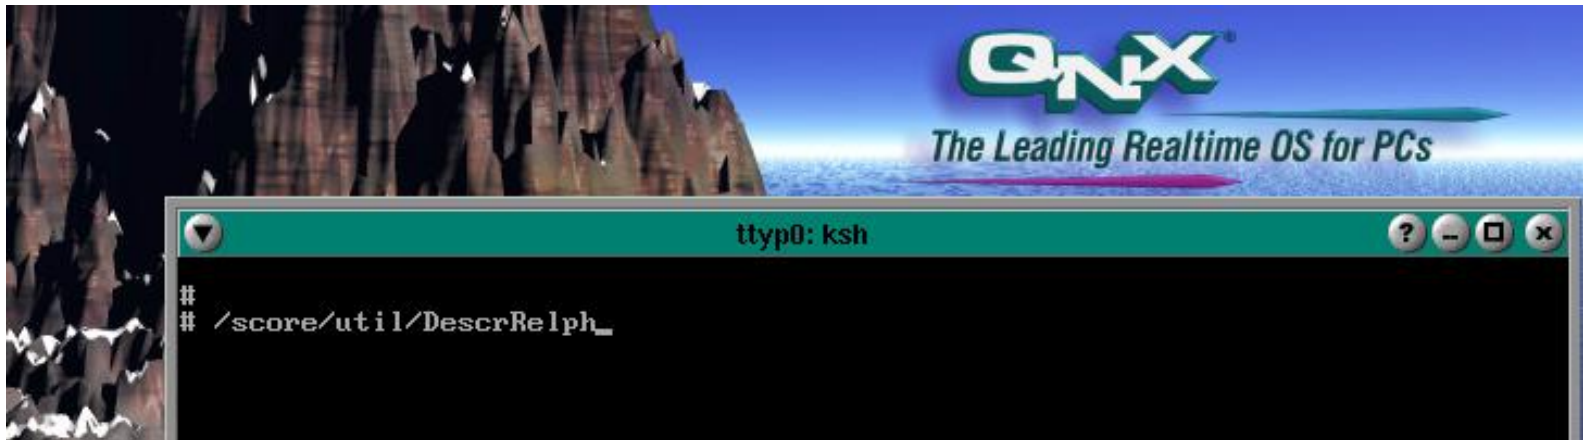 QNX®
The Leading Realtime OS for PCs
ttyp0: ksh
#
# /score/util/DescrRelph_